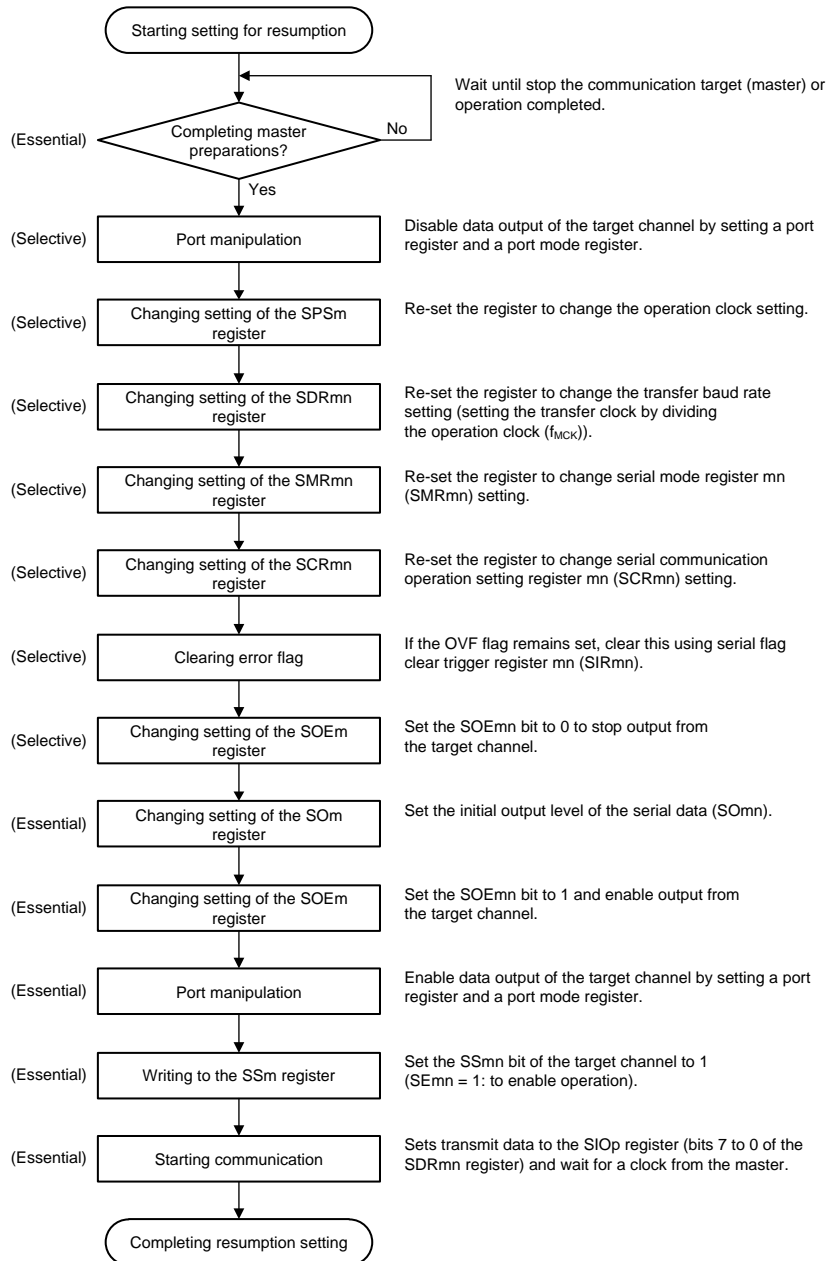 Starting setting for resumption
Wait until stop the communication target (master) or
operation completed.
(Essential)
Completing master
preparations?
No
Yes
(Selective)
Port manipulation
Disable data output of the target channel by setting a port
register and a port mode register.
(Selective)
Changing setting of the SPSm
register
Re-set the register to change the operation clock setting.
(Selective)
Changing setting of the SDRmn
register
Re-set the register to change the transfer baud rate
setting (setting the transfer clock by dividing
the operation clock (fMCK)).
(Selective)
Changing setting of the SMRmn
register
Re-set the register to change serial mode register mn
(SMRmn) setting.
(Selective)
Changing setting of the SCRmn
register
Re-set the register to change serial communication
operation setting register mn (SCRmn) setting.
(Selective)
Clearing error flag
If the OVF flag remains set, clear this using serial flag
clear trigger register mn (SIRmn).
(Selective)
Changing setting of the SOEm
register
Set the SOEmn bit to 0 to stop output from
the target channel.
(Essential)
Changing setting of the SOm
register
Set the initial output level of the serial data (SOmn).
(Essential)
Changing setting of the SOEm
register
Set the SOEmn bit to 1 and enable output from
the target channel.
(Essential)
Port manipulation
Enable data output of the target channel by setting a port
register and a port mode register.
(Essential)
Writing to the SSm register
Set the SSmn bit of the target channel to 1
(SEmn = 1: to enable operation).
(Essential)
Starting communication
Sets transmit data to the SIOp register (bits 7 to 0 of the
SDRmn register) and wait for a clock from the master.
Completing resumption setting